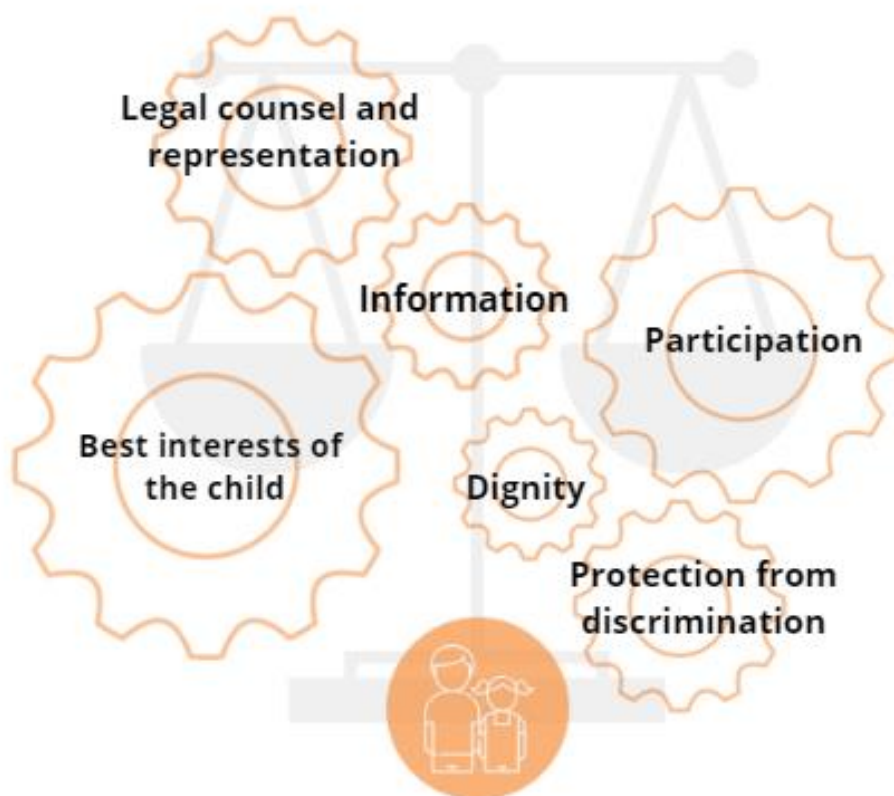 Legal counsel and
representation
Information
Participation
Best interests of
the child
Dignity
Protection from
discrimination